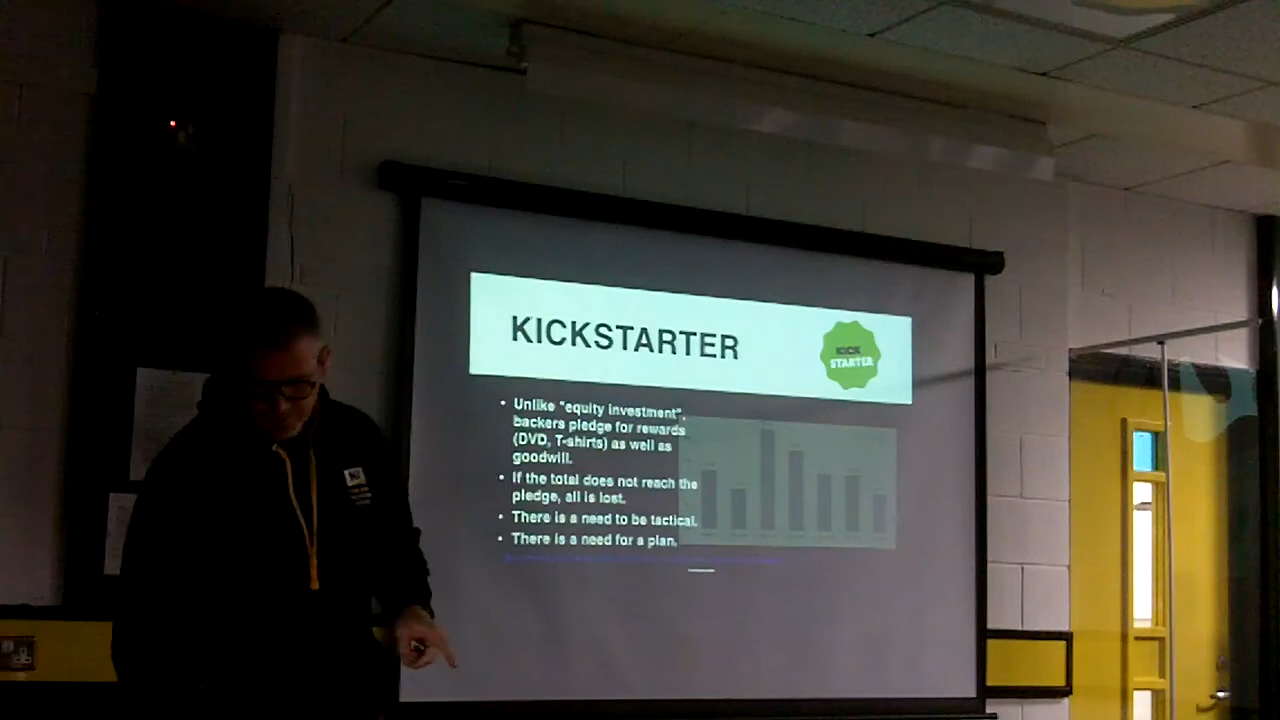 KICKSTARTER
KICK
STARTER
• Unlike "equity investment",
backers pledge for rewards
(DVD, T-shirts) as well as
goodwill.
• If the total does not reach the
pledge, all is lost.
• There is a need to be tactical.
• There is a need for a plan.